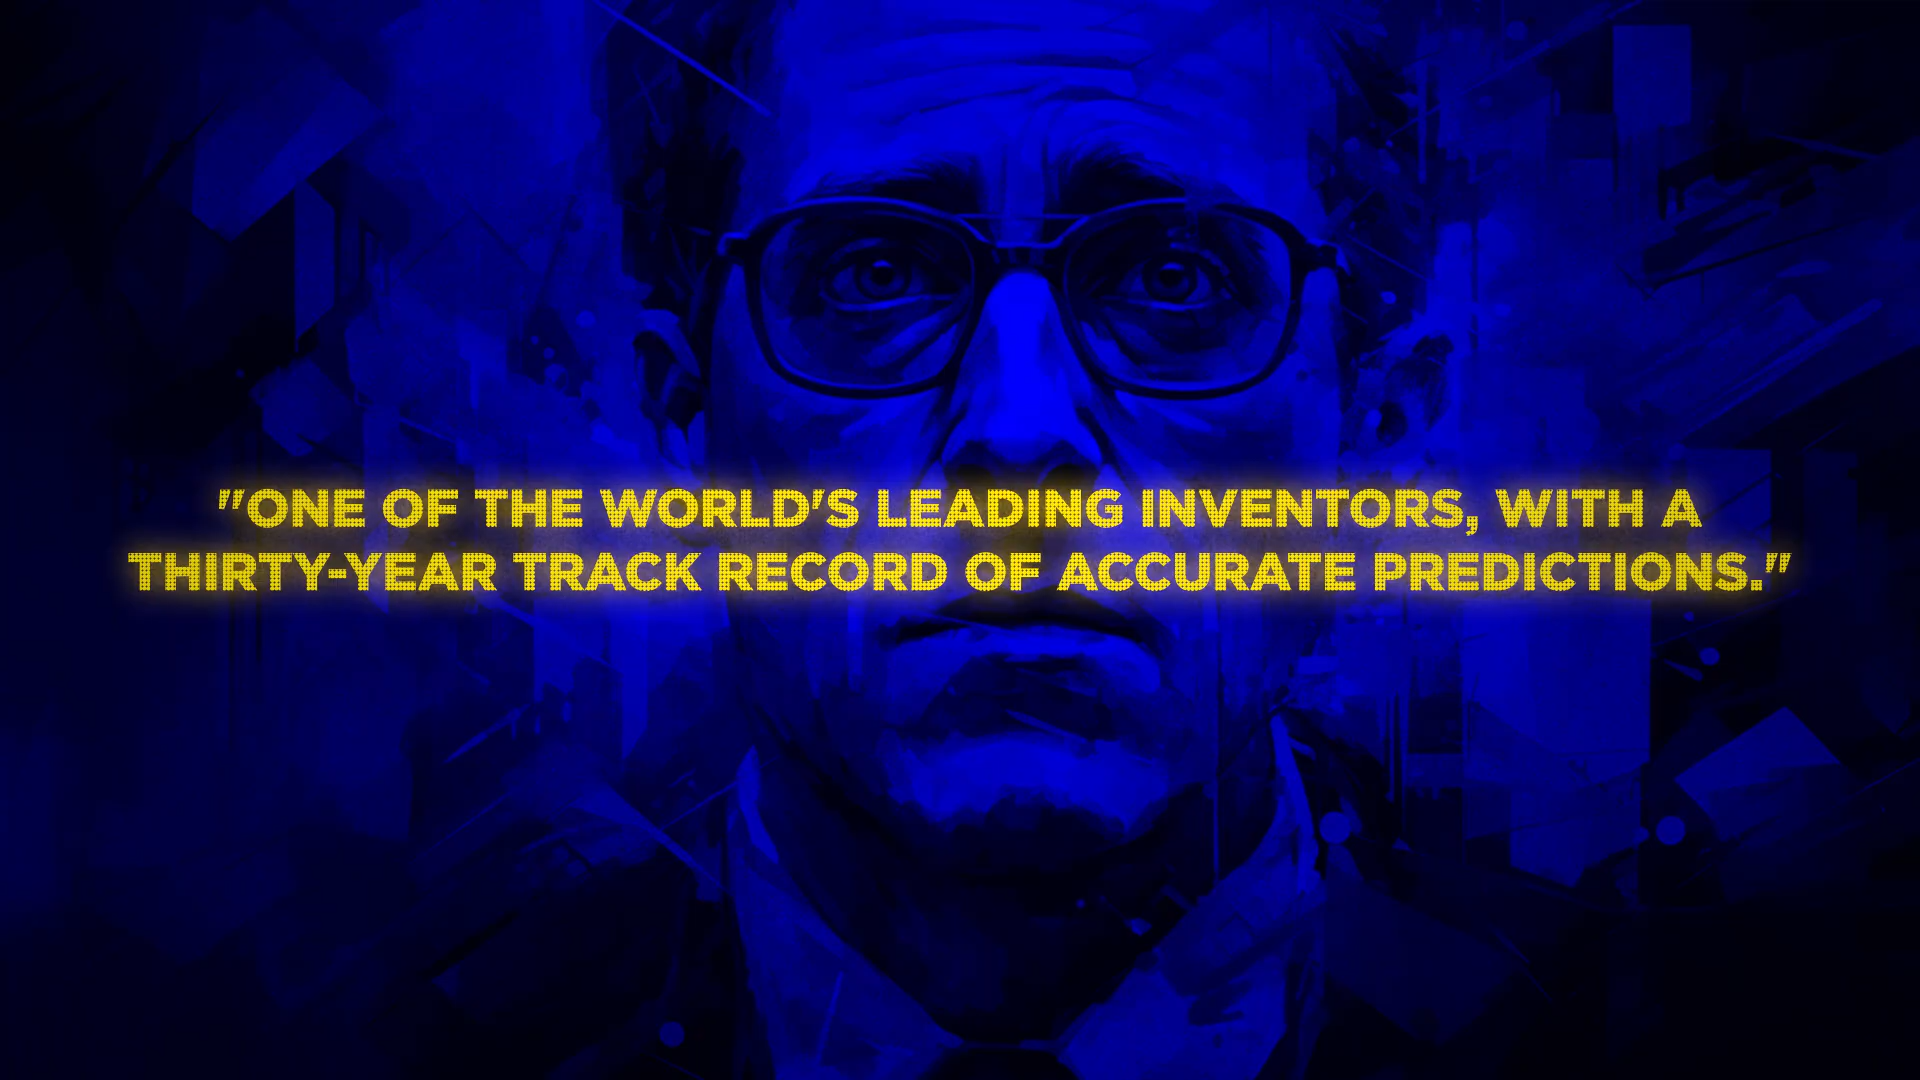 "ONE OF THE WORLD'S LEADING INVENTORS, WITH A
THIRTY-YEAR TRACK RECORD OF ACCURATE PREDICTIONS."